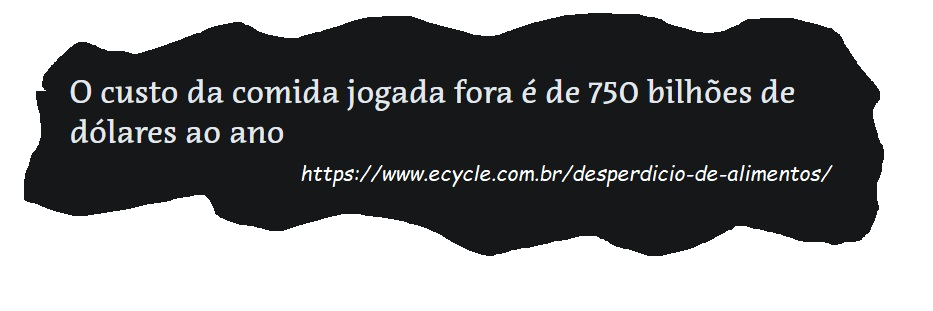 O custo da comida jogada fora é de 750 bilhões de
dólares ao ano
https://www.ecycle.com.br/desperdicio-de-alimentos/